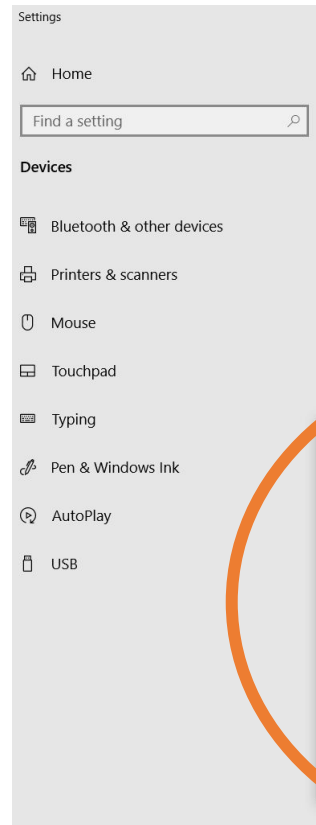 Settings
Home
Find a setting
Devices
Bluetooth & other devices
Printers & scanners
Mouse
Touchpad
Typing
Pen & Windows Ink
AutoPlay
USB